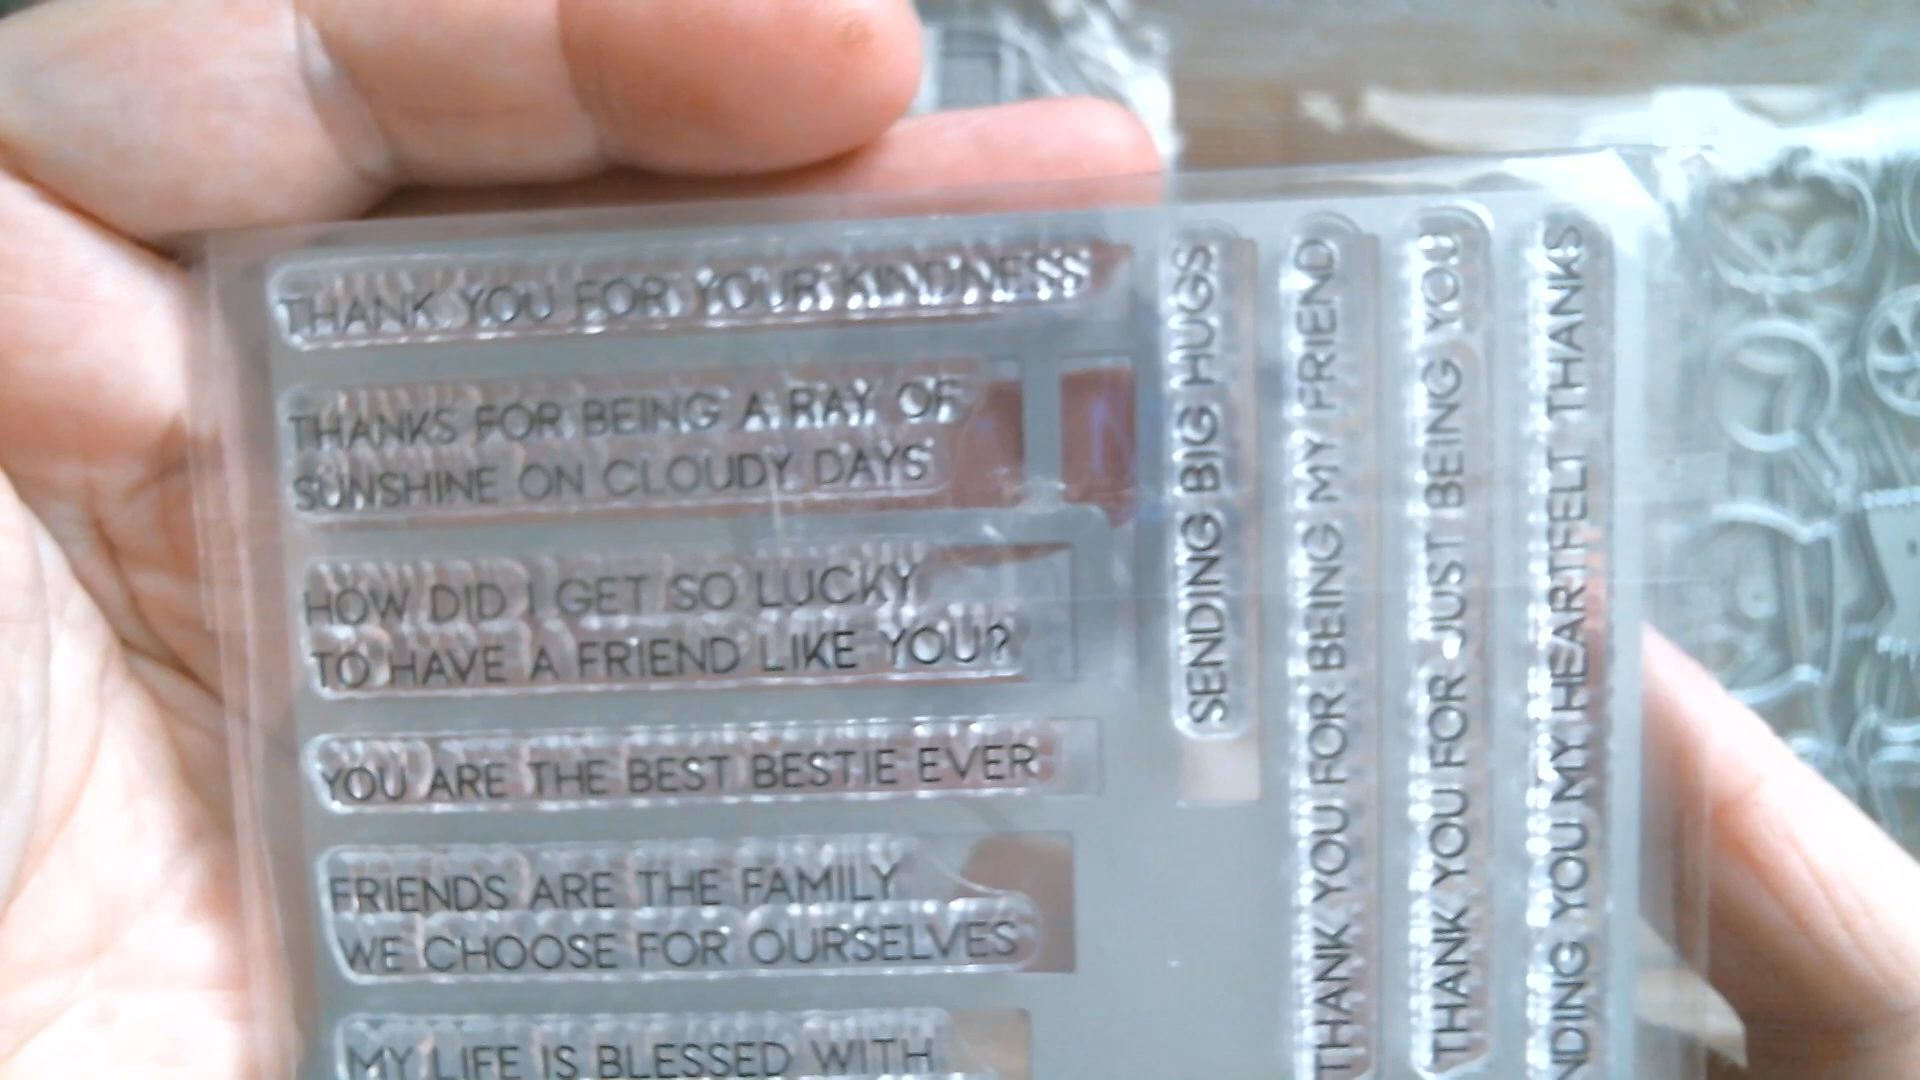 THANK YOU FOR YOUR KINDNESS
THANKS FOR BEING A RAY OF
SUNSHINE ON CLOUDY DAYS
HOW DID I GET SO LUCKY
TO HAVE A FRIEND LIKE YOU?
YOU ARE THE BEST BESTIE EVER
FRIENDS ARE THE FAMILY
WE CHOOSE FOR OURSELVES
MY LIFE IS BLESSED WITH
SENDING BIG HUGS
THANK YOU FOR BEING MY FRIEND
THANK YOU FOR JUST BEING YOU
NDING YOU MY HEARTFELT THANKS